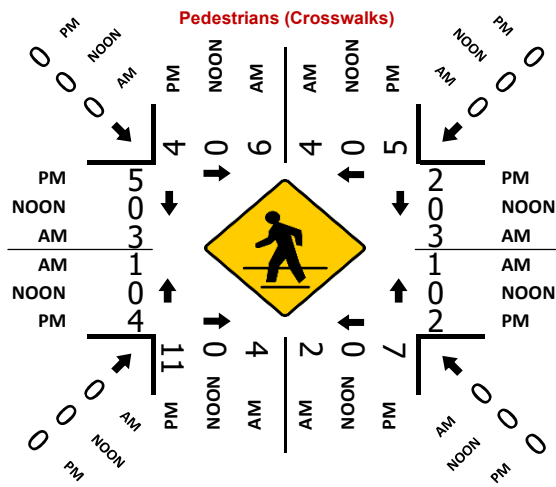 Pedestrians (Crosswalks)
0 PM
0 NOON
0 AM
PM NOON AM AM NOON PM
4 0 6 4 0 5
PM 0
NOON 0
AM 0
PM 5 2 PM
NOON 0 0 NOON
AM 3 3 AM
AM 1 1 AM
NOON 0 0 NOON
PM 4 2 PM
11 0 4 2 0 7
PM NOON AM AM NOON PM
0 AM
0 NOON
0 PM
AM 0
NOON 0
PM 0